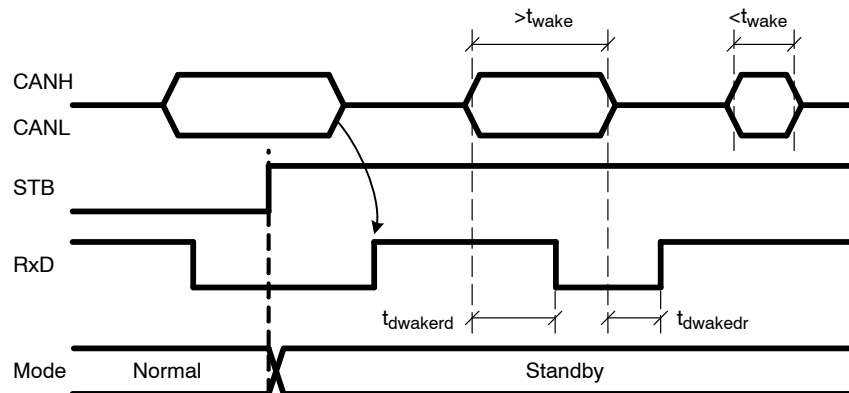 >twake
<twake
CANH
CANL
STB
RxD
tdwakerd
tdwakedr
Mode
Normal
Standby